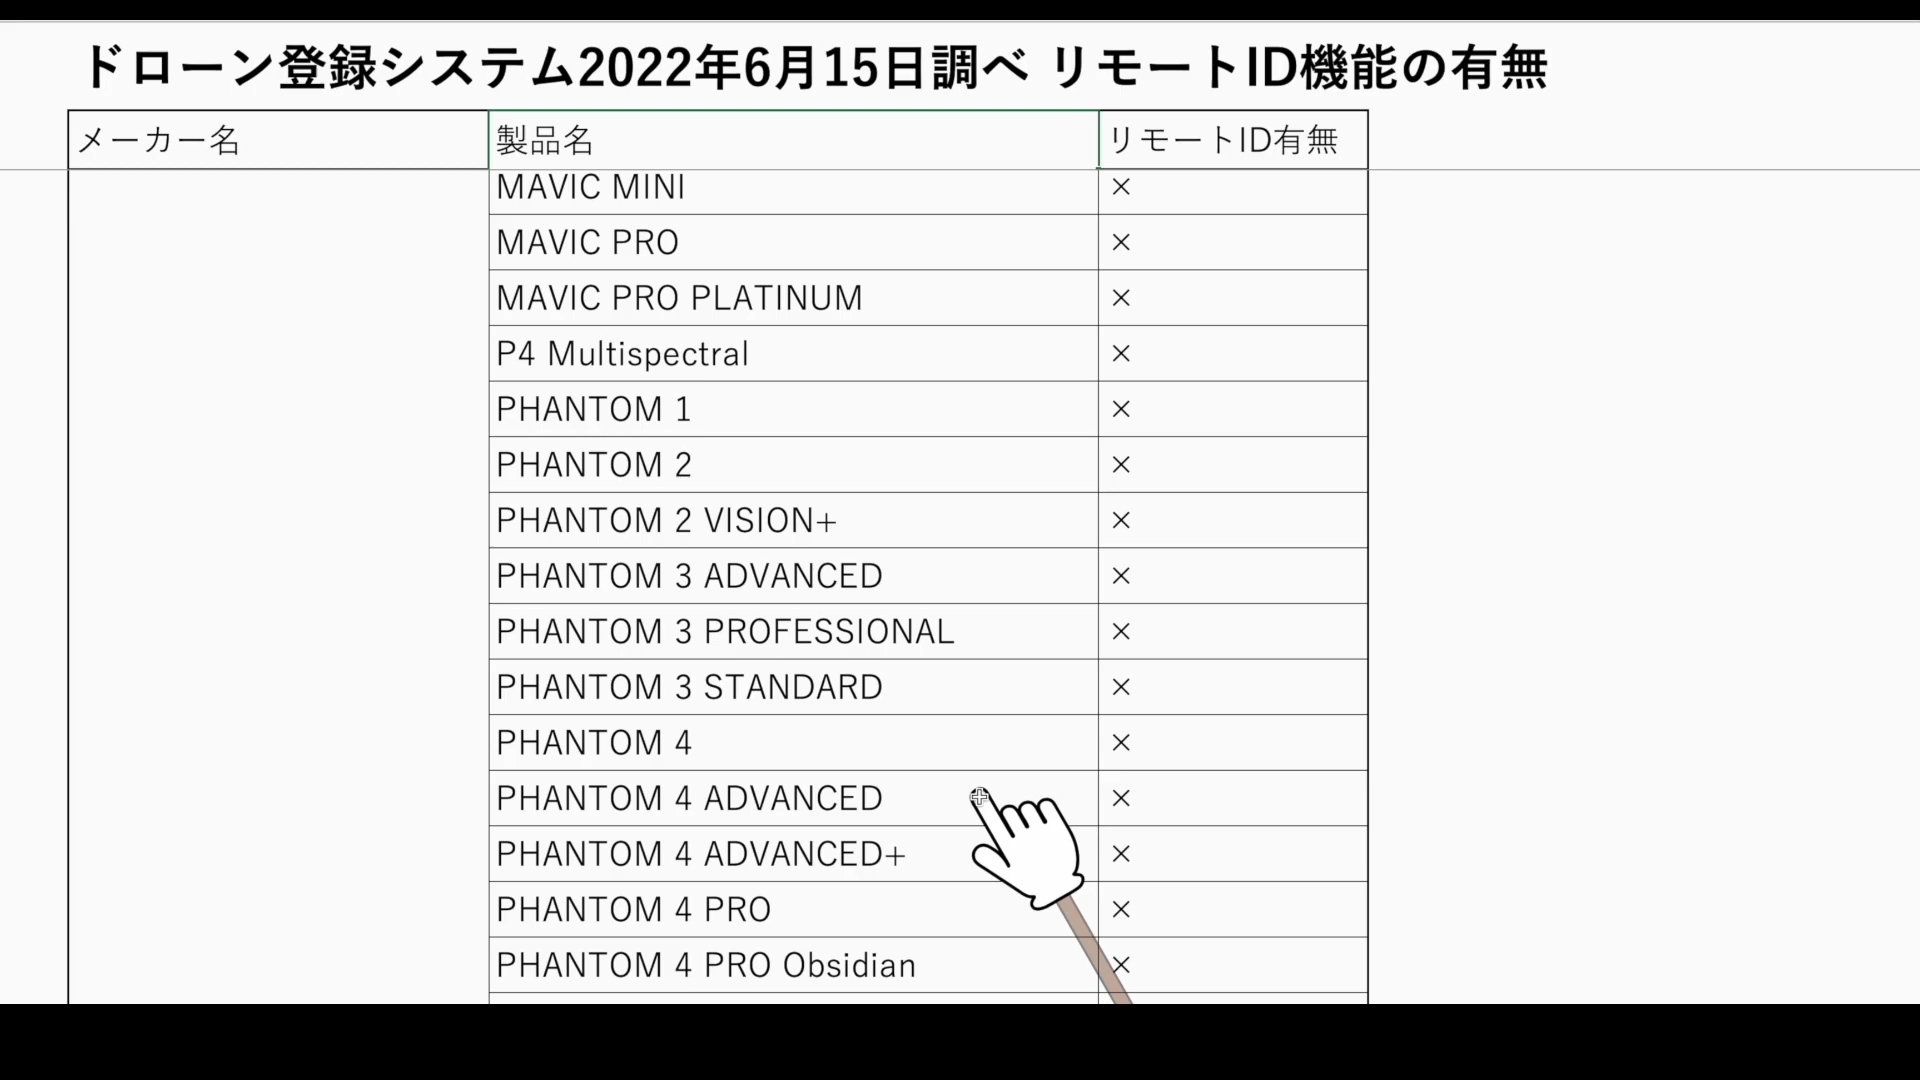 ドローン登録システム2022年6月15日調べ リモートID機能の有無
メーカー名 製品名 リモートID有無
MAVIC MINI ×
MAVIC PRO ×
MAVIC PRO PLATINUM ×
P4 Multispectral ×
PHANTOM 1 ×
PHANTOM 2 ×
PHANTOM 2 VISION+ ×
PHANTOM 3 ADVANCED ×
PHANTOM 3 PROFESSIONAL ×
PHANTOM 3 STANDARD ×
PHANTOM 4 ×
PHANTOM 4 ADVANCED ×
PHANTOM 4 ADVANCED+ ×
PHANTOM 4 PRO ×
PHANTOM 4 PRO Obsidian ×